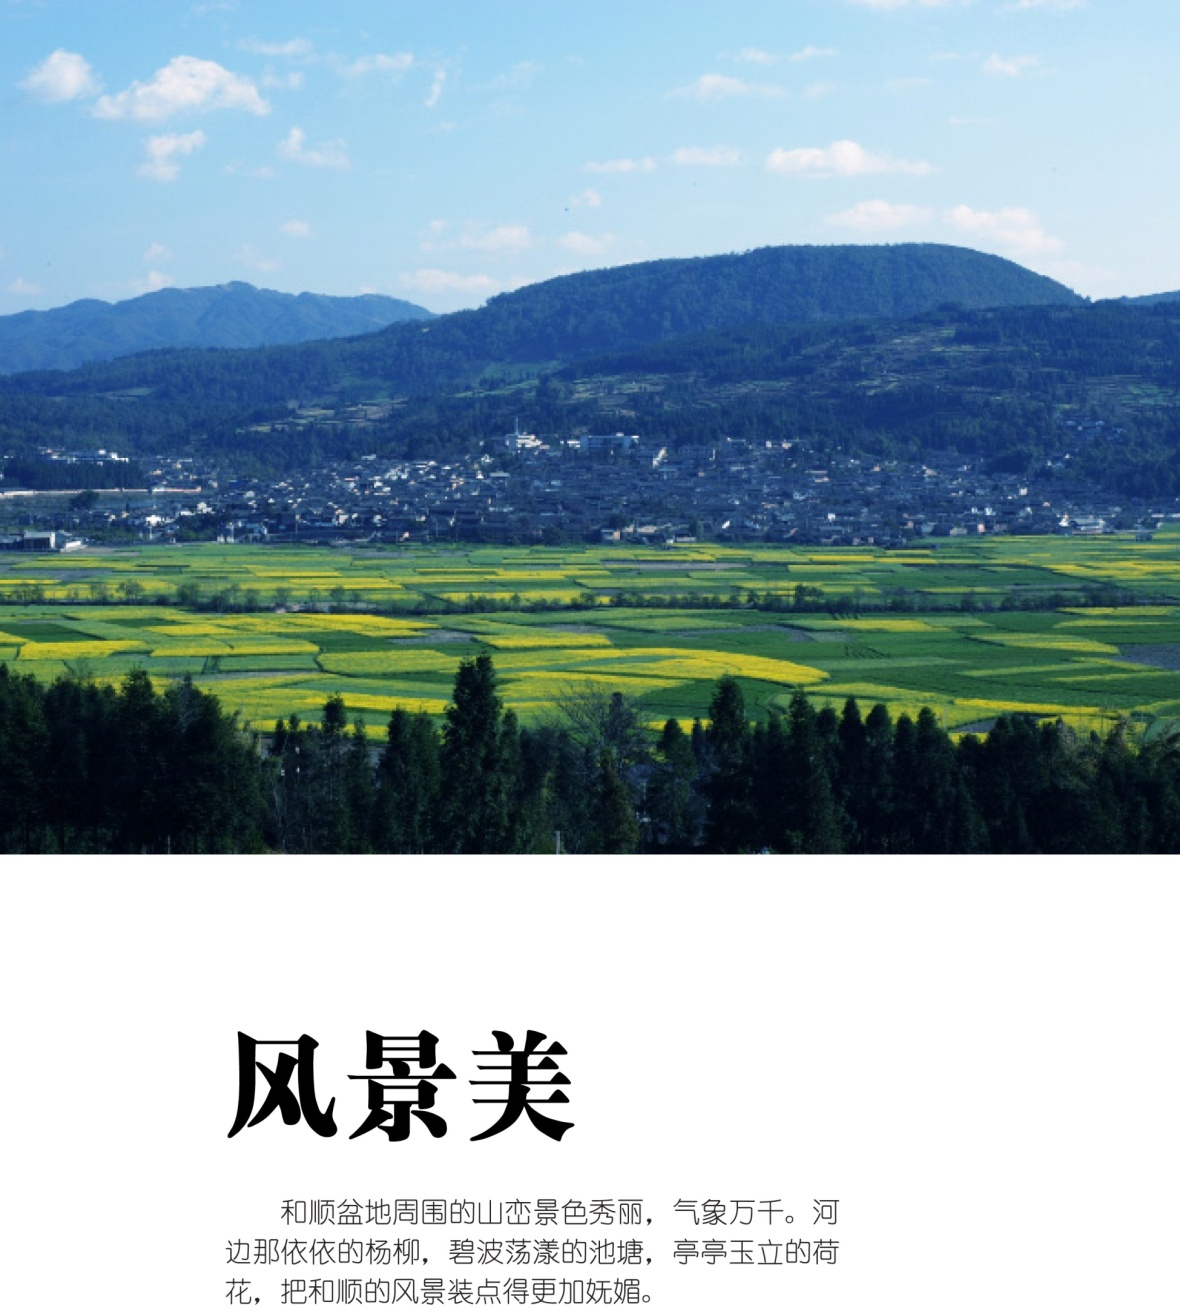 风景美
和顺盆地周围的山峦景色秀丽，气象万千。河
边那依依的杨柳，碧波荡漾的池塘，亭亭玉立的荷
花，把和顺的风景装点得更加妩媚。